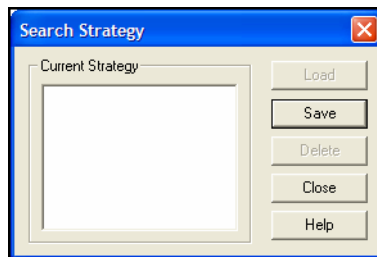 Search Strategy
Current Strategy
Load
Save
Delete
Close
Help